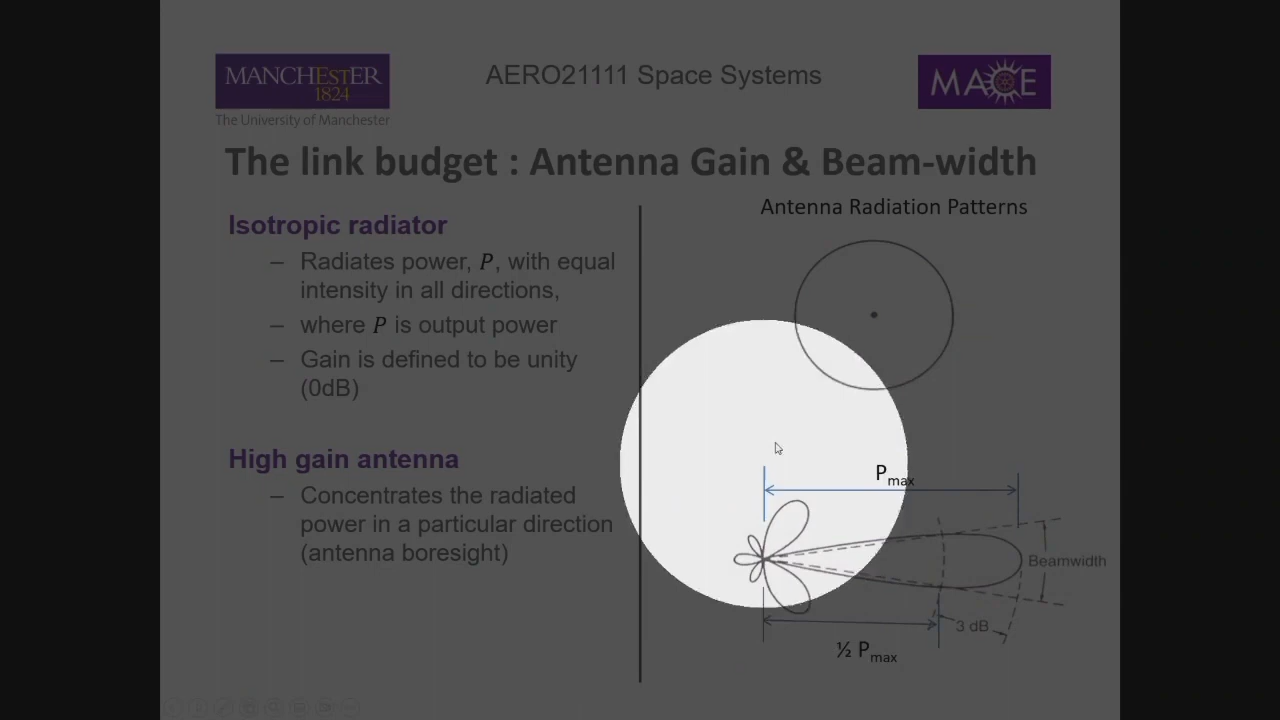 MANCHESTER
1824
The University of Manchester
AERO21111 Space Systems
MACE
The link budget : Antenna Gain & Beam-width
Isotropic radiator
– Radiates power, P, with equal
intensity in all directions,
– where P is output power
– Gain is defined to be unity
(0dB)
High gain antenna
– Concentrates the radiated
power in a particular direction
(antenna boresight)
Antenna Radiation Patterns
Pmax
Beamwidth
3 dB
½ Pmax